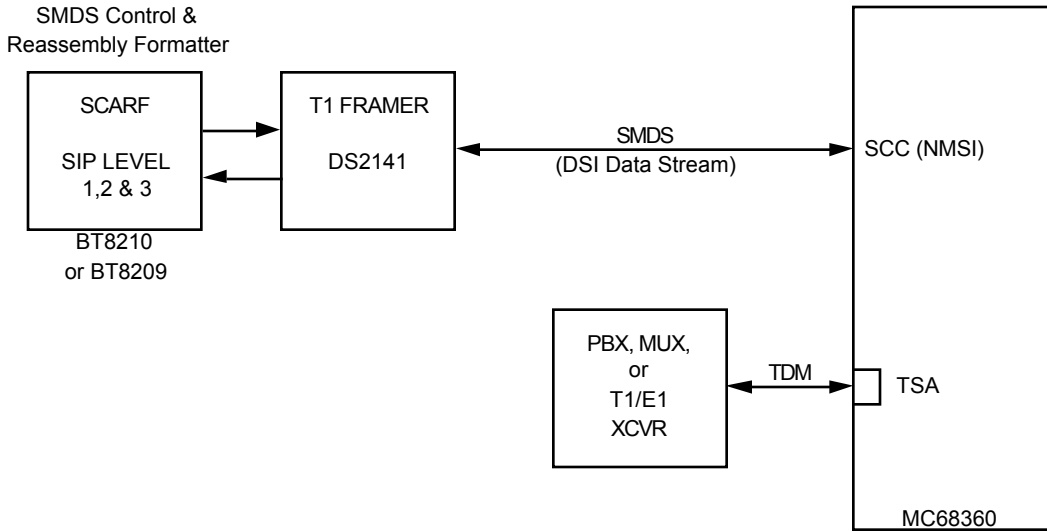 SMDS Control &
Reassembly Formatter
SCARF
SIP LEVEL
1,2 & 3
BT8210
or BT8209
T1 FRAMER
DS2141
SMDS
(DSI Data Stream)
SCC (NMSI)
PBX, MUX,
or
T1/E1
XCVR
TDM
TSA
MC68360